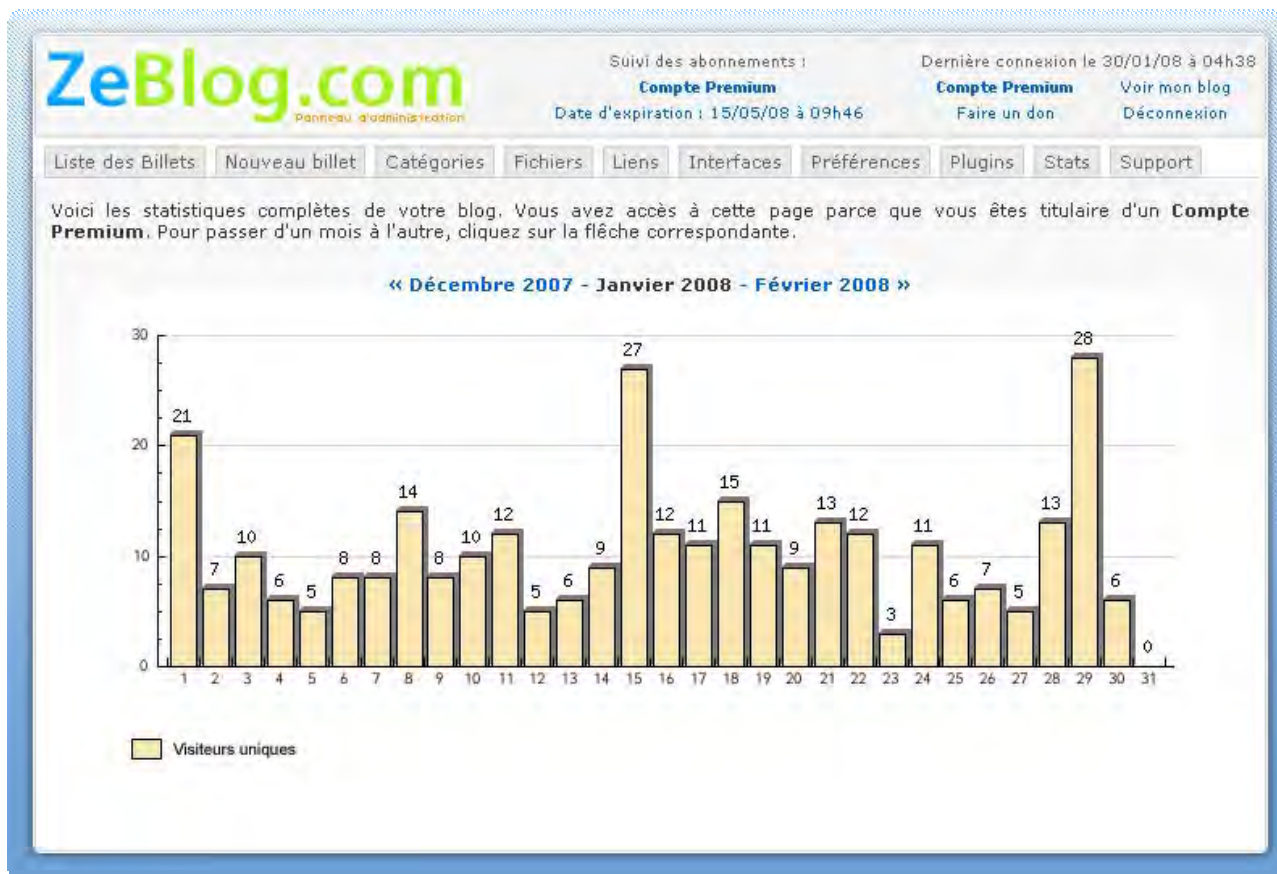 ZeBlog.com
Panneau d'administration
Suivi des abonnements :
Compte Premium
Date d'expiration : 15/05/08 à 09h46
Dernière connexion le 30/01/08 à 04h38
Compte Premium Voir mon blog
Faire un don Déconnexion
Liste des Billets Nouveau billet Catégories Fichiers Liens Interfaces Préférences Plugins Stats Support
Voici les statistiques complètes de votre blog. Vous avez accès à cette page parce que vous êtes titulaire d'un Compte
Premium. Pour passer d'un mois à l'autre, cliquez sur la flêche correspondante.
« Décembre 2007 - Janvier 2008 - Février 2008 »
30
20
10
0
21 7 10 6 5 8 8 14 8 10 12 5 6 9 27 12 11 15 11 9 13 12 3 11 6 7 5 13 28 6 0
1 2 3 4 5 6 7 8 9 10 11 12 13 14 15 16 17 18 19 20 21 22 23 24 25 26 27 28 29 30 31
Visiteurs uniques